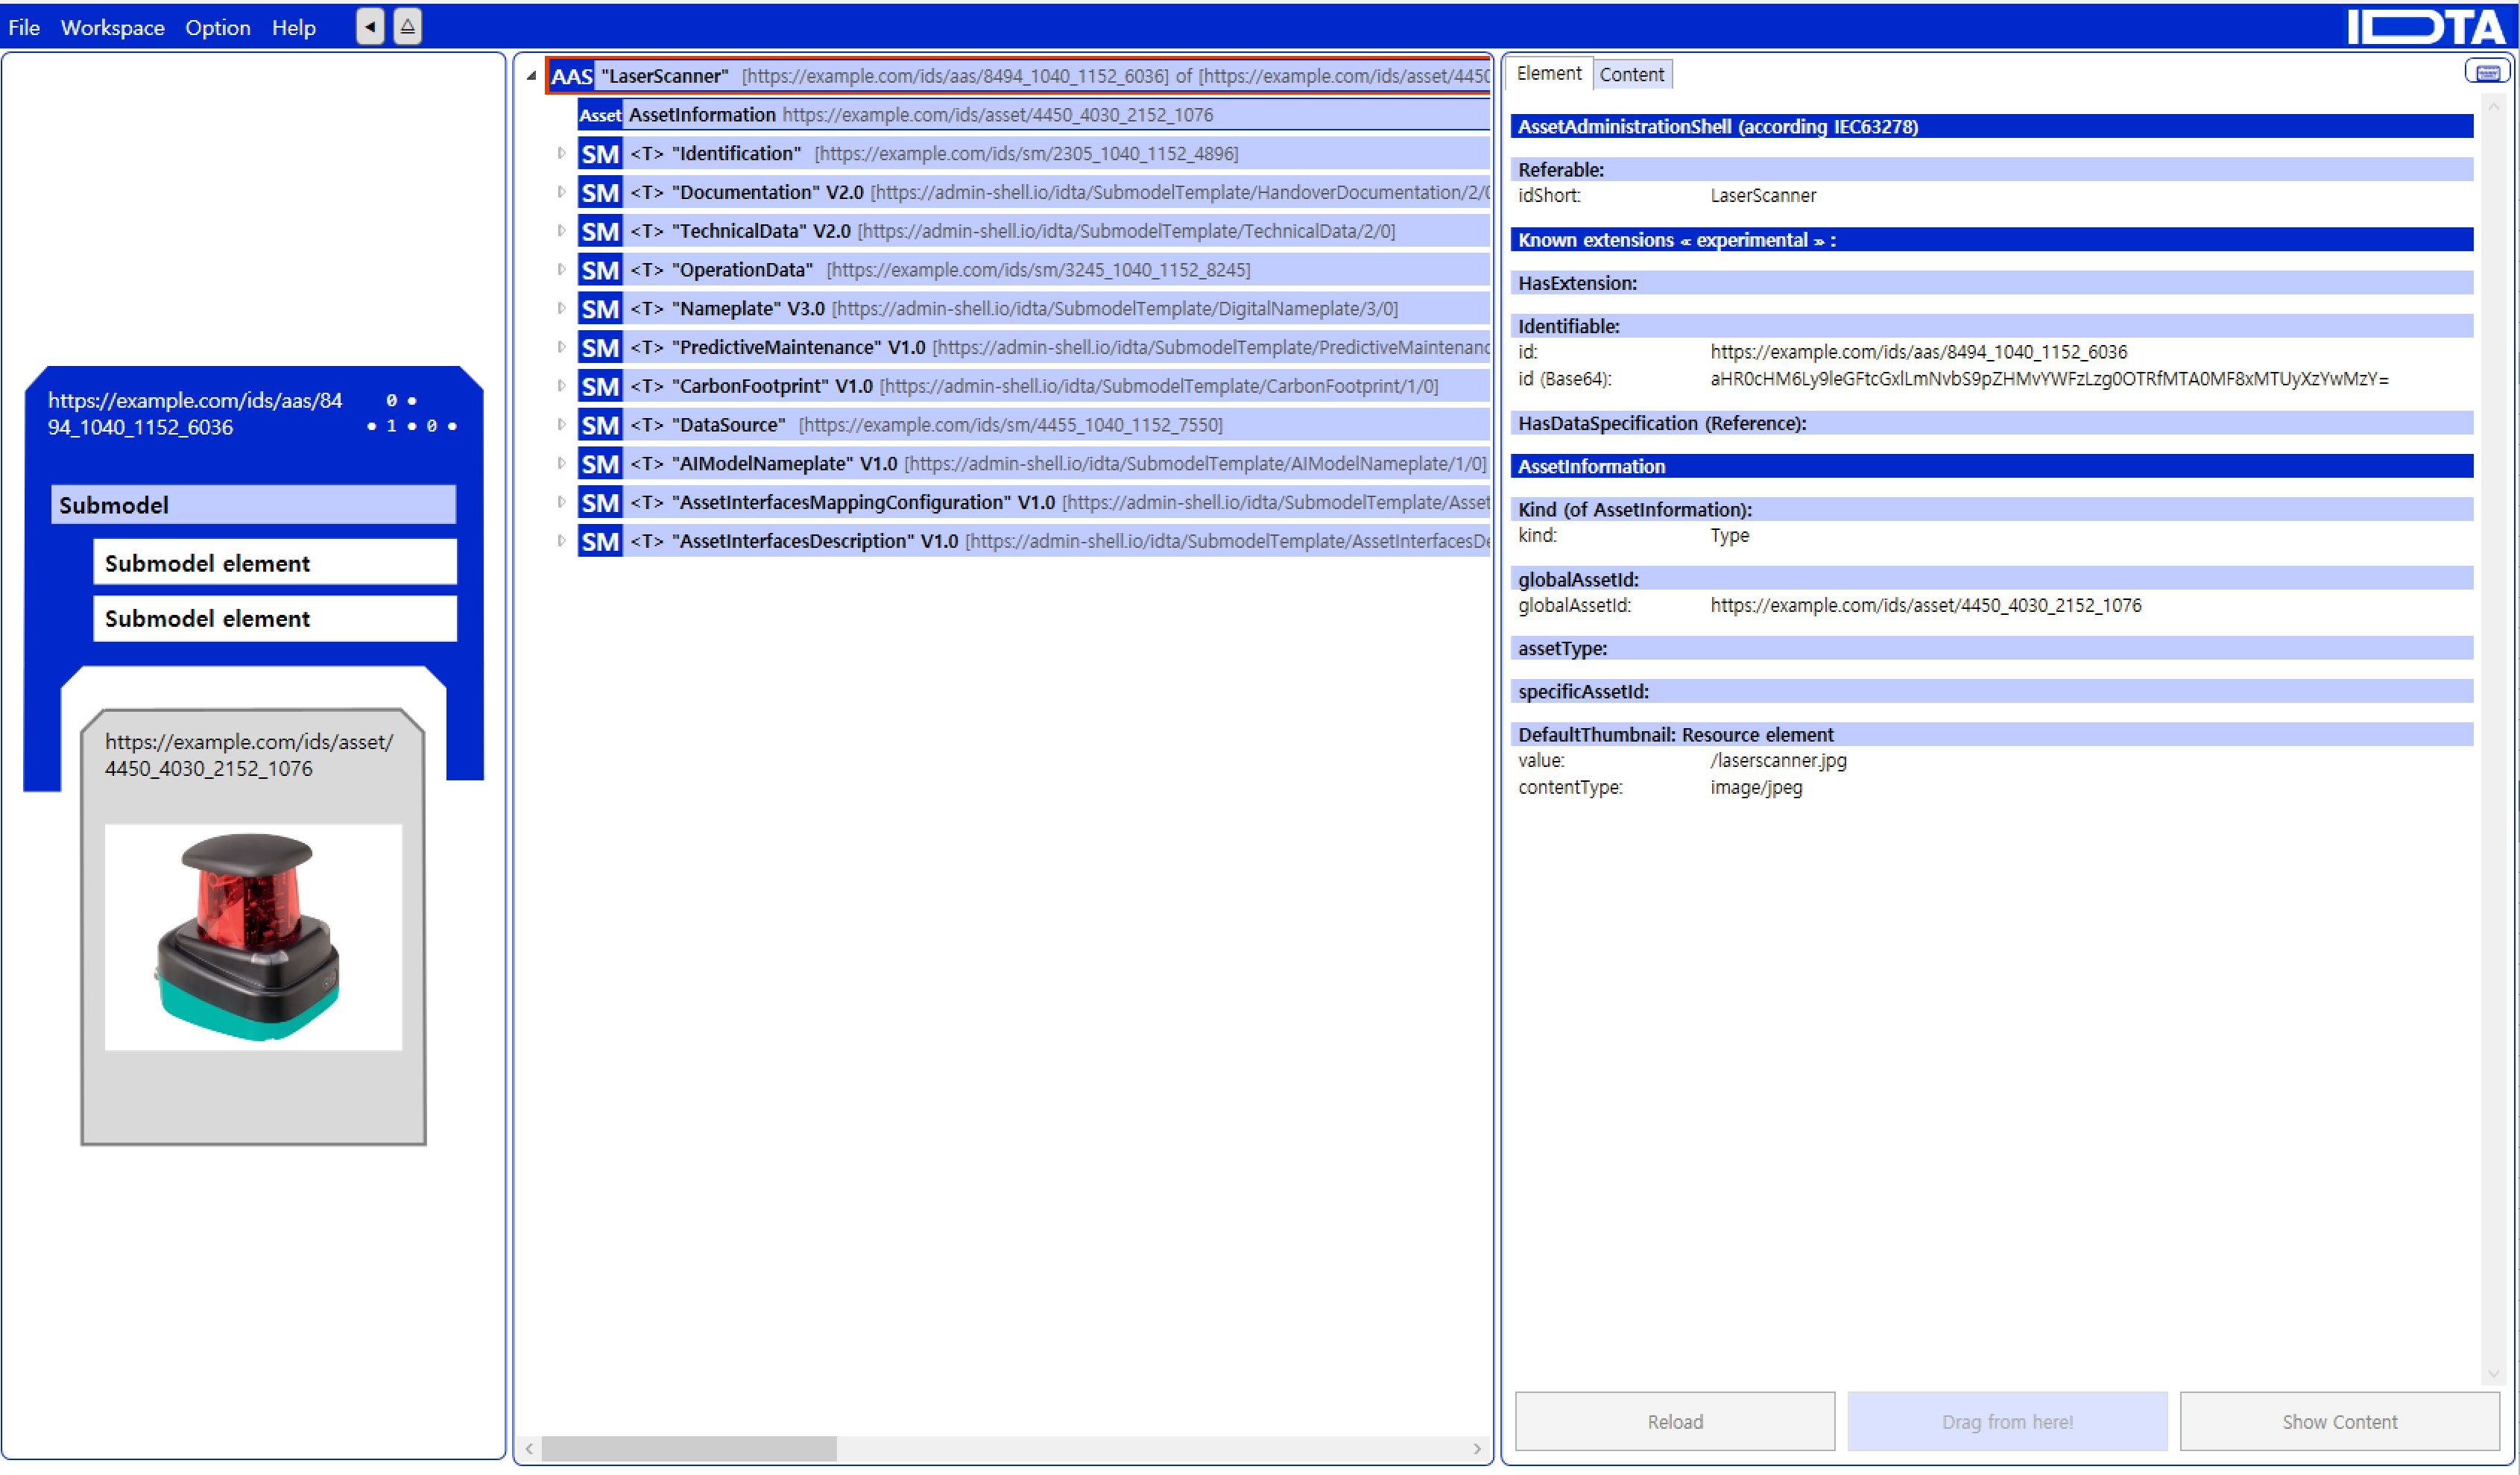 File Workspace Option Help
IDTA
https://example.com/ids/aas/84
94_1040_1152_6036
0 •
• 1 • 0 •
Submodel
Submodel element
Submodel element
https://example.com/ids/asset/
4450_4030_2152_1076
AAS "LaserScanner" [https://example.com/ids/aas/8494_1040_1152_6036] of [https://example.com/ids/asset/4450
Asset AssetInformation https://example.com/ids/asset/4450_4030_2152_1076
SM <T> "Identification" [https://example.com/ids/sm/2305_1040_1152_4896]
SM <T> "Documentation" V2.0 [https://admin-shell.io/idta/SubmodelTemplate/HandoverDocumentation/2/0
SM <T> "TechnicalData" V2.0 [https://admin-shell.io/idta/SubmodelTemplate/TechnicalData/2/0]
SM <T> "OperationData" [https://example.com/ids/sm/3245_1040_1152_8245]
SM <T> "Nameplate" V3.0 [https://admin-shell.io/idta/SubmodelTemplate/DigitalNameplate/3/0]
SM <T> "PredictiveMaintenance" V1.0 [https://admin-shell.io/idta/SubmodelTemplate/PredictiveMaintenanc
SM <T> "CarbonFootprint" V1.0 [https://admin-shell.io/idta/SubmodelTemplate/CarbonFootprint/1/0]
SM <T> "DataSource" [https://example.com/ids/sm/4455_1040_1152_7550]
SM <T> "AIModelNameplate" V1.0 [https://admin-shell.io/idta/SubmodelTemplate/AIModelNameplate/1/0]
SM <T> "AssetInterfacesMappingConfiguration" V1.0 [https://admin-shell.io/idta/SubmodelTemplate/Asset
SM <T> "AssetInterfacesDescription" V1.0 [https://admin-shell.io/idta/SubmodelTemplate/AssetInterfacesDe
Element Content
AssetAdministrationShell (according IEC63278)
Referable:
idShort: LaserScanner
Known extensions « experimental » :
HasExtension:
Identifiable:
id: https://example.com/ids/aas/8494_1040_1152_6036
id (Base64): aHR0cHM6Ly9leGFtcGxlLmNvbS9pZHMvYWFzLzg0OTRfMTA0MF8xMTUyXzYwMzY=
HasDataSpecification (Reference):
AssetInformation
Kind (of AssetInformation):
kind: Type
globalAssetId:
globalAssetId: https://example.com/ids/asset/4450_4030_2152_1076
assetType:
specificAssetId:
DefaultThumbnail: Resource element
value: /laserscanner.jpg
contentType: image/jpeg
Reload Drag from here! Show Content